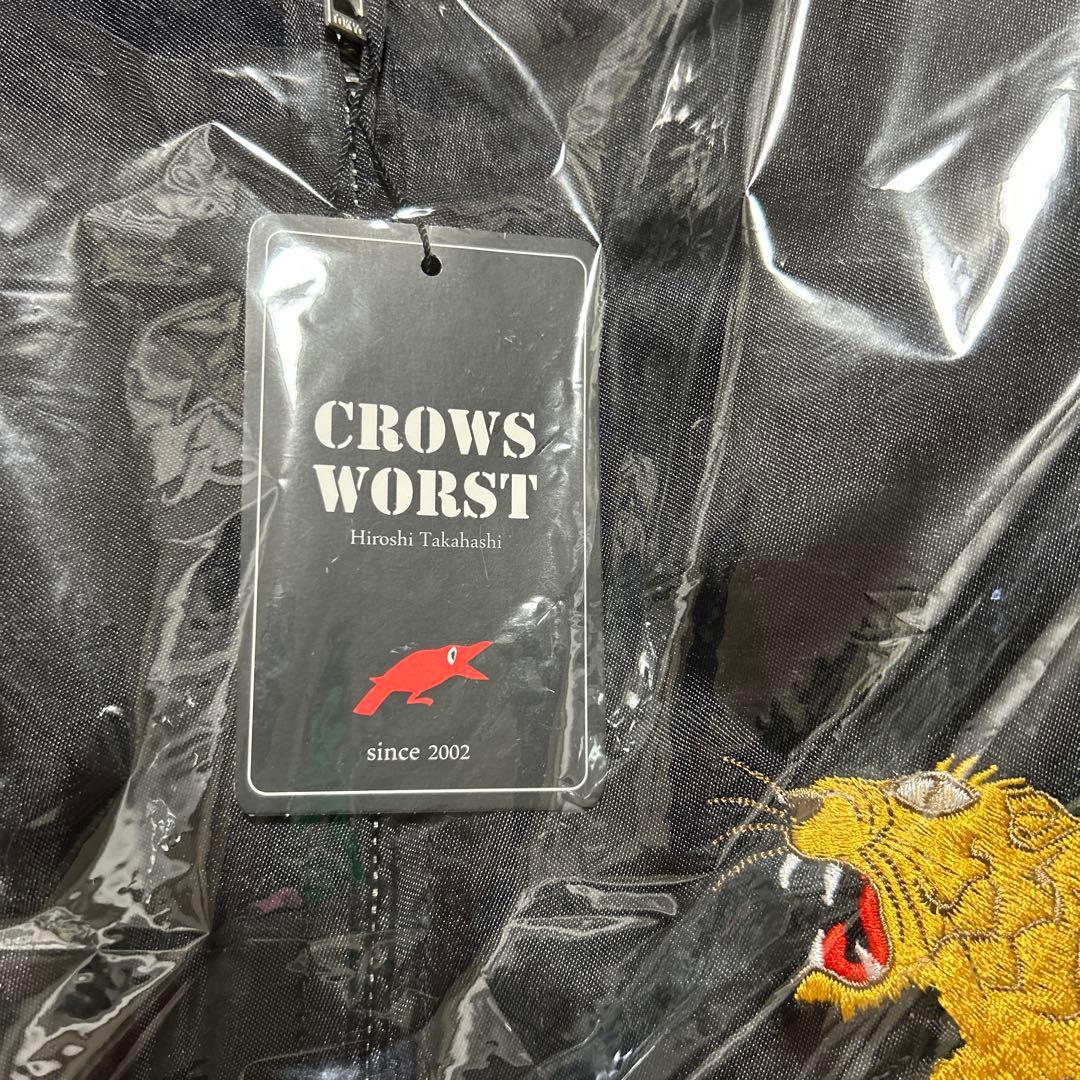 CROWS
WORST
Hiroshi Takahashi
since 2002